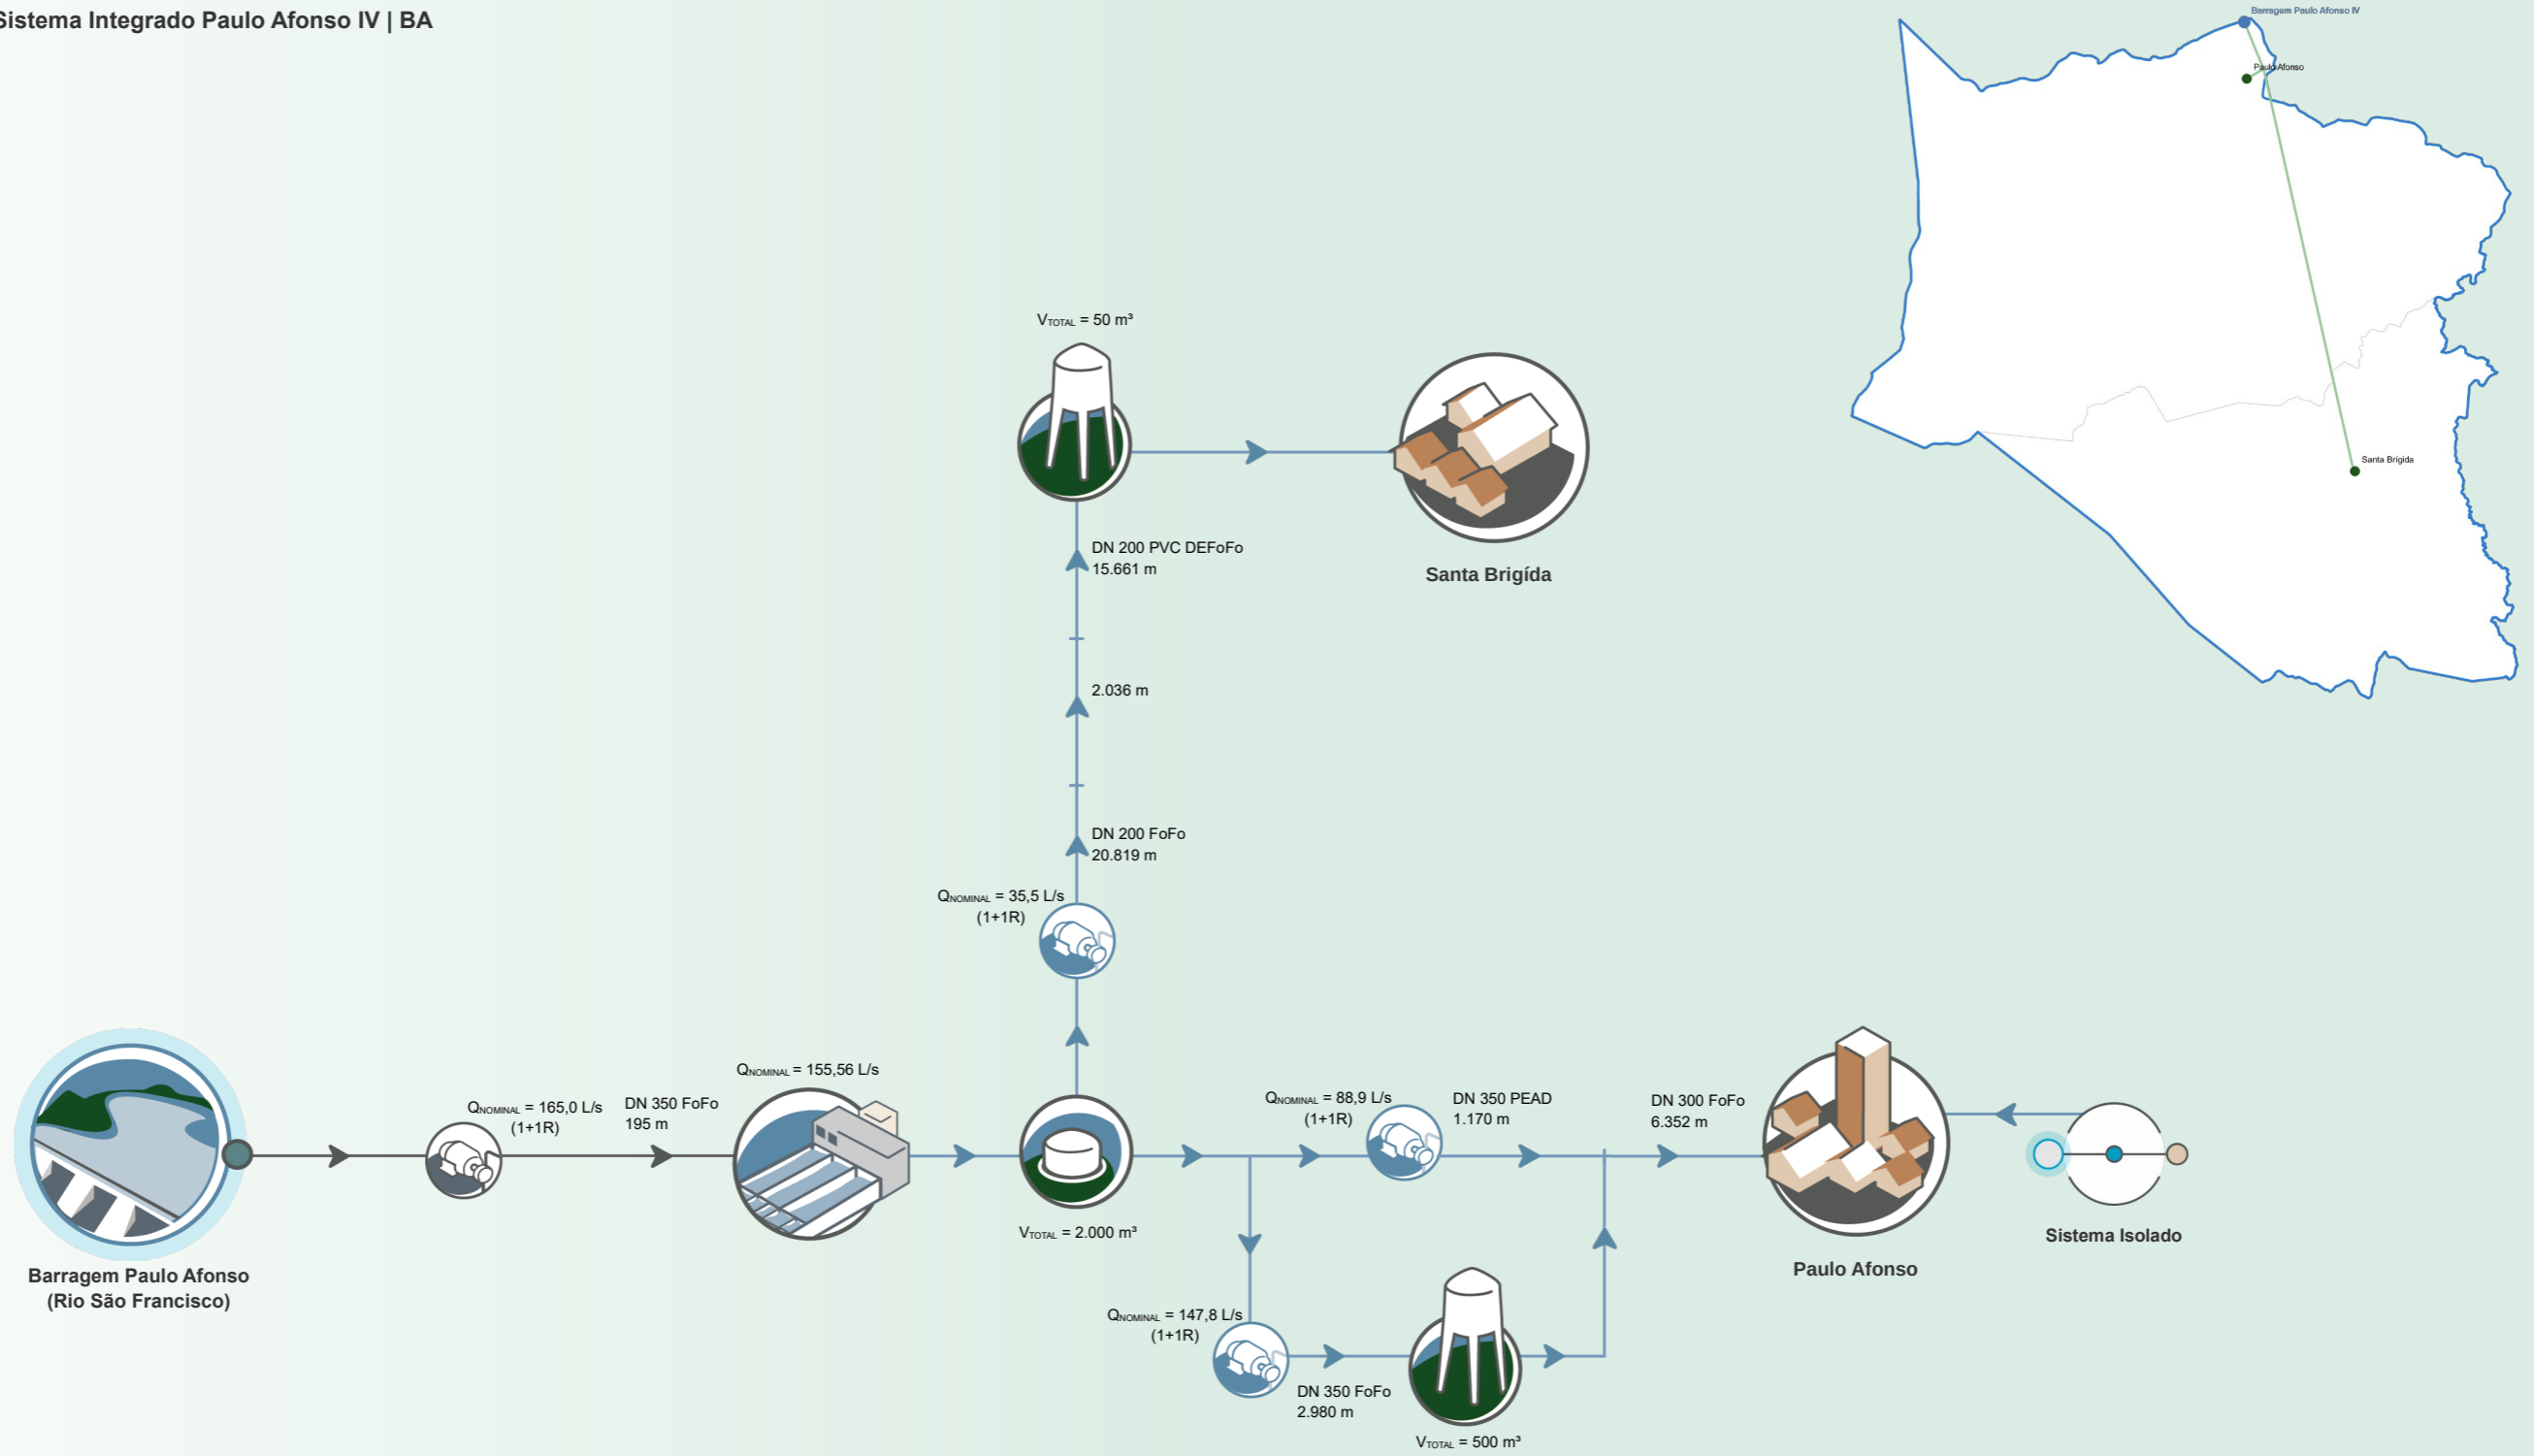 Sistema Integrado Paulo Afonso IV | BA
Barragem Paulo Afonso IV
Paulo Afonso
Santa Brígida
VTOTAL = 50 m³
Santa Brigída
DN 200 PVC DEFoFo
15.661 m
2.036 m
DN 200 FoFo
20.819 m
QNOMINAL = 35,5 L/s
(1+1R)
Barragem Paulo Afonso
(Rio São Francisco)
QNOMINAL = 165,0 L/s
(1+1R)
DN 350 FoFo
195 m
QNOMINAL = 155,56 L/s
VTOTAL = 2.000 m³
QNOMINAL = 88,9 L/s
(1+1R)
DN 350 PEAD
1.170 m
DN 300 FoFo
6.352 m
Paulo Afonso
Sistema Isolado
QNOMINAL = 147,8 L/s
(1+1R)
DN 350 FoFo
2.980 m
VTOTAL = 500 m³